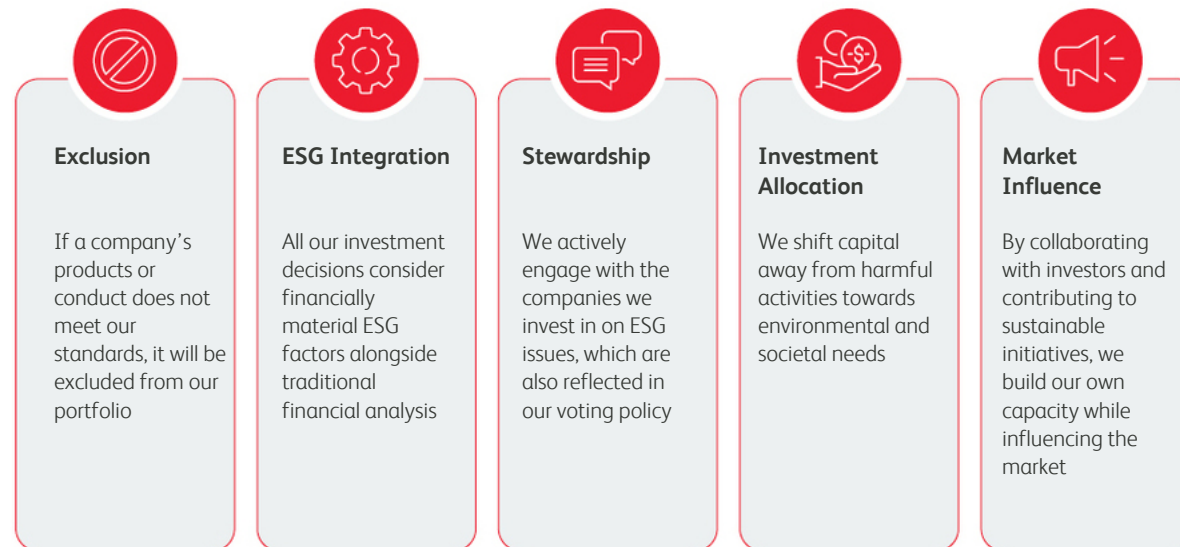 Exclusion
If a company’s
products or
conduct does not
meet our
standards, it will be
excluded from our
portfolio
ESG Integration
All our investment
decisions consider
financially
material ESG
factors alongside
traditional
financial analysis
Stewardship
We actively
engage with the
companies we
invest in on ESG
issues, which are
also reflected in
our voting policy
Investment
Allocation
We shift capital
away from harmful
activities towards
environmental and
societal needs
Market
Influence
By collaborating
with investors and
contributing to
sustainable
initiatives, we
build our own
capacity while
influencing the
market